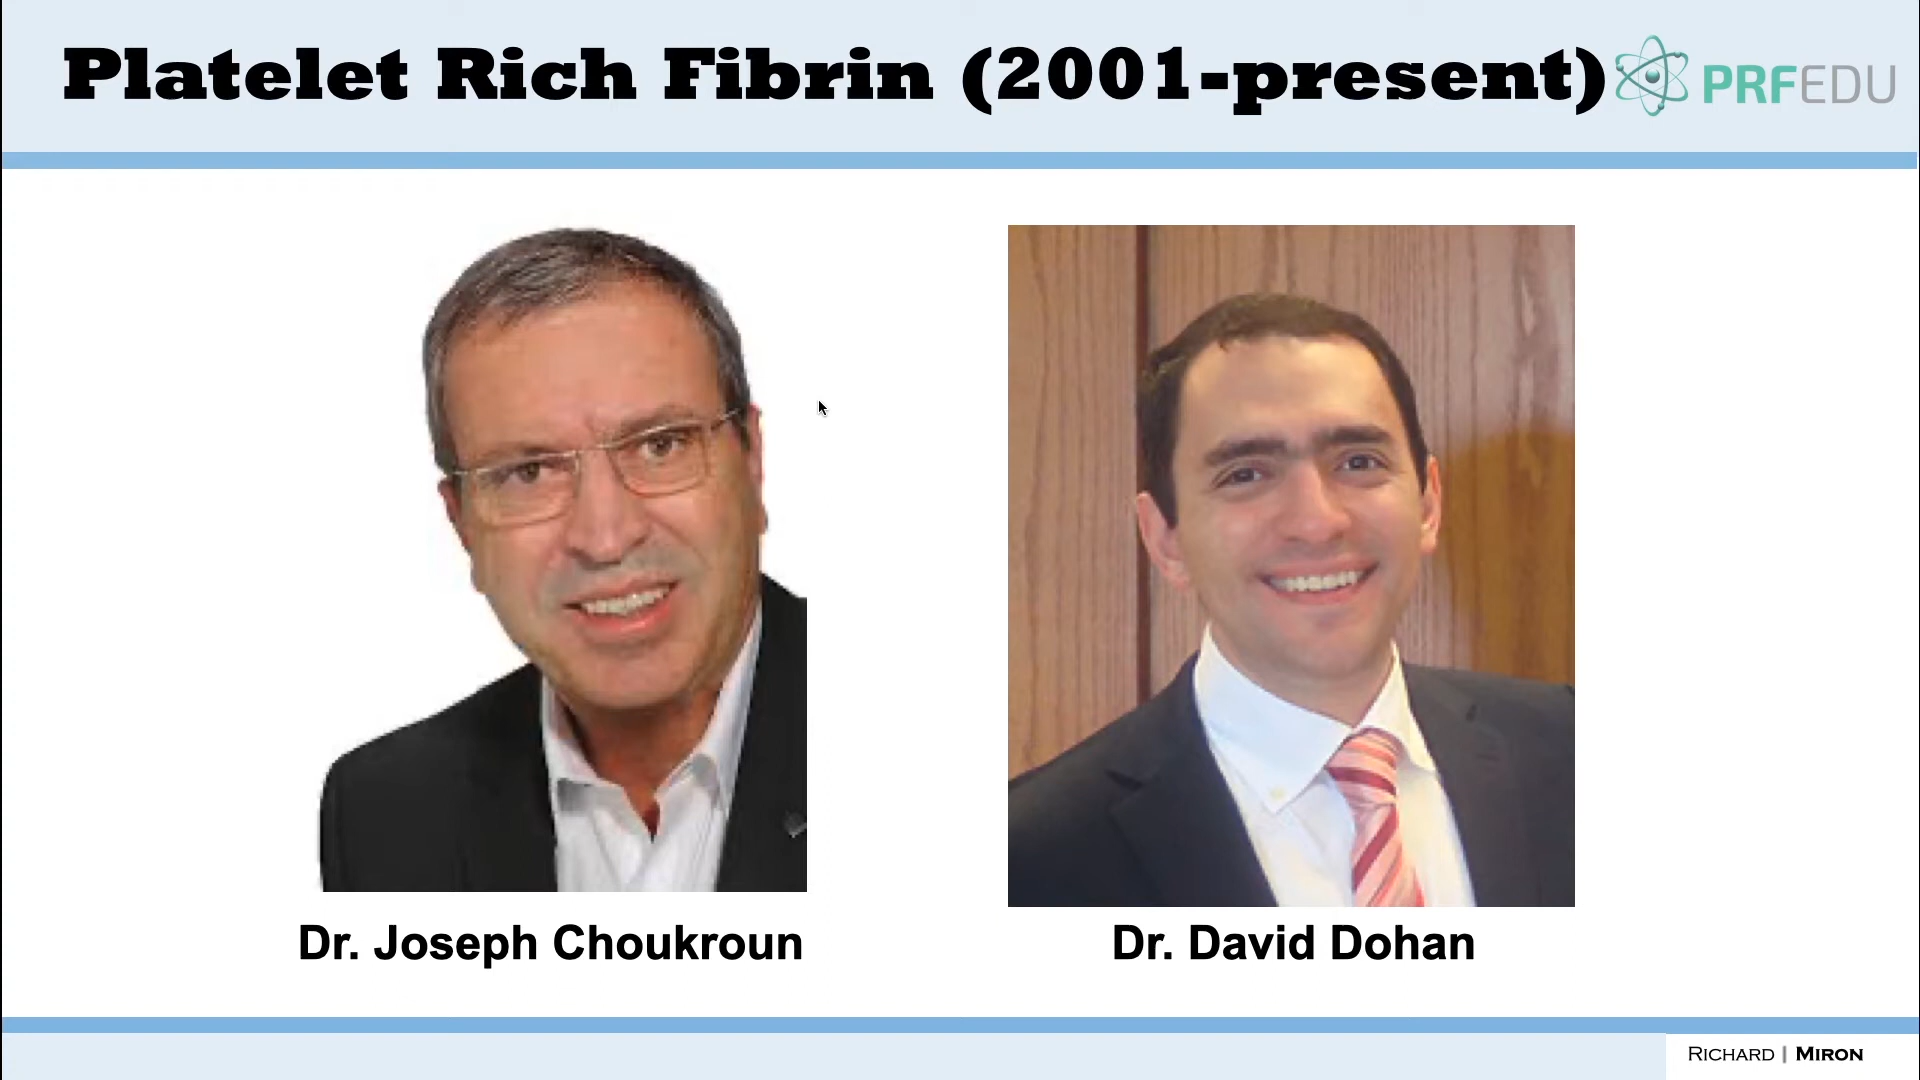 Platelet Rich Fibrin (2001-present)
PRFEDU
Dr. Joseph Choukroun
Dr. David Dohan
Richard | Miron